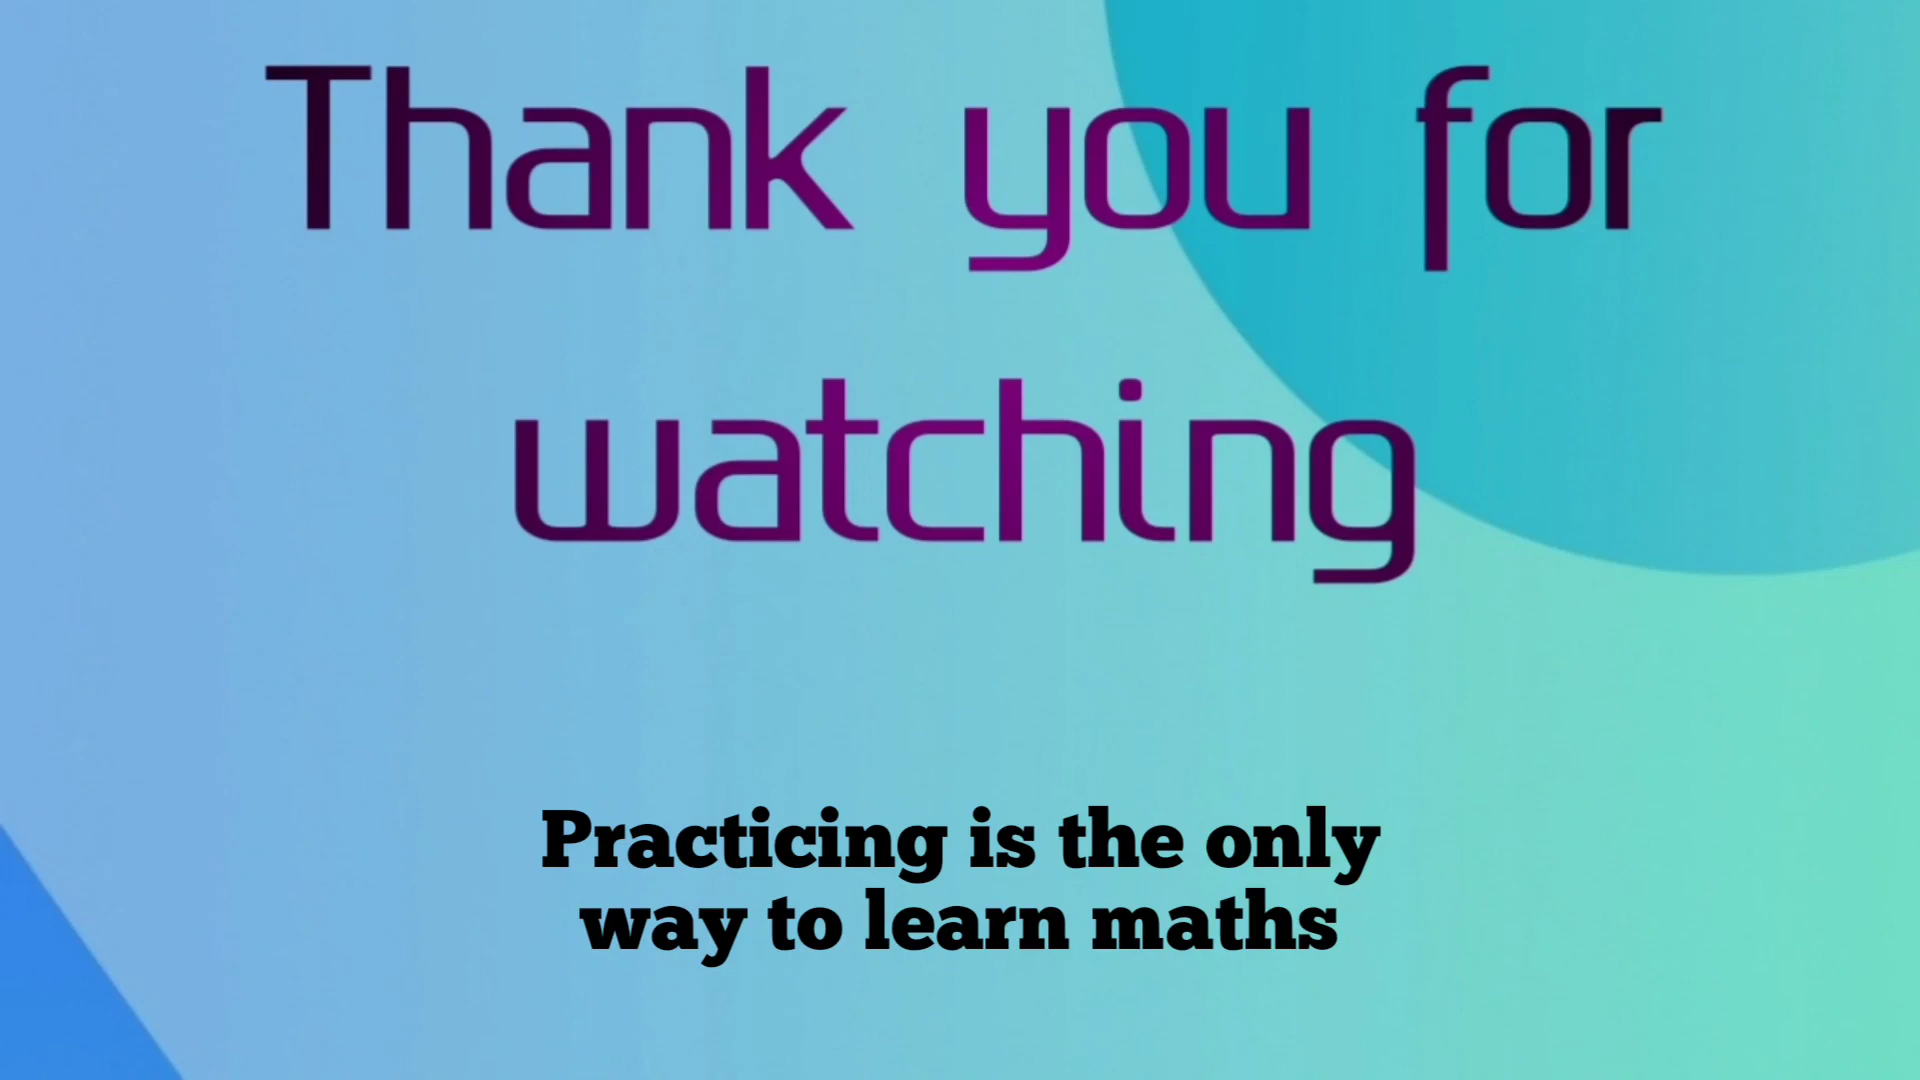 Thank you for
watching
Practicing is the only
way to learn maths